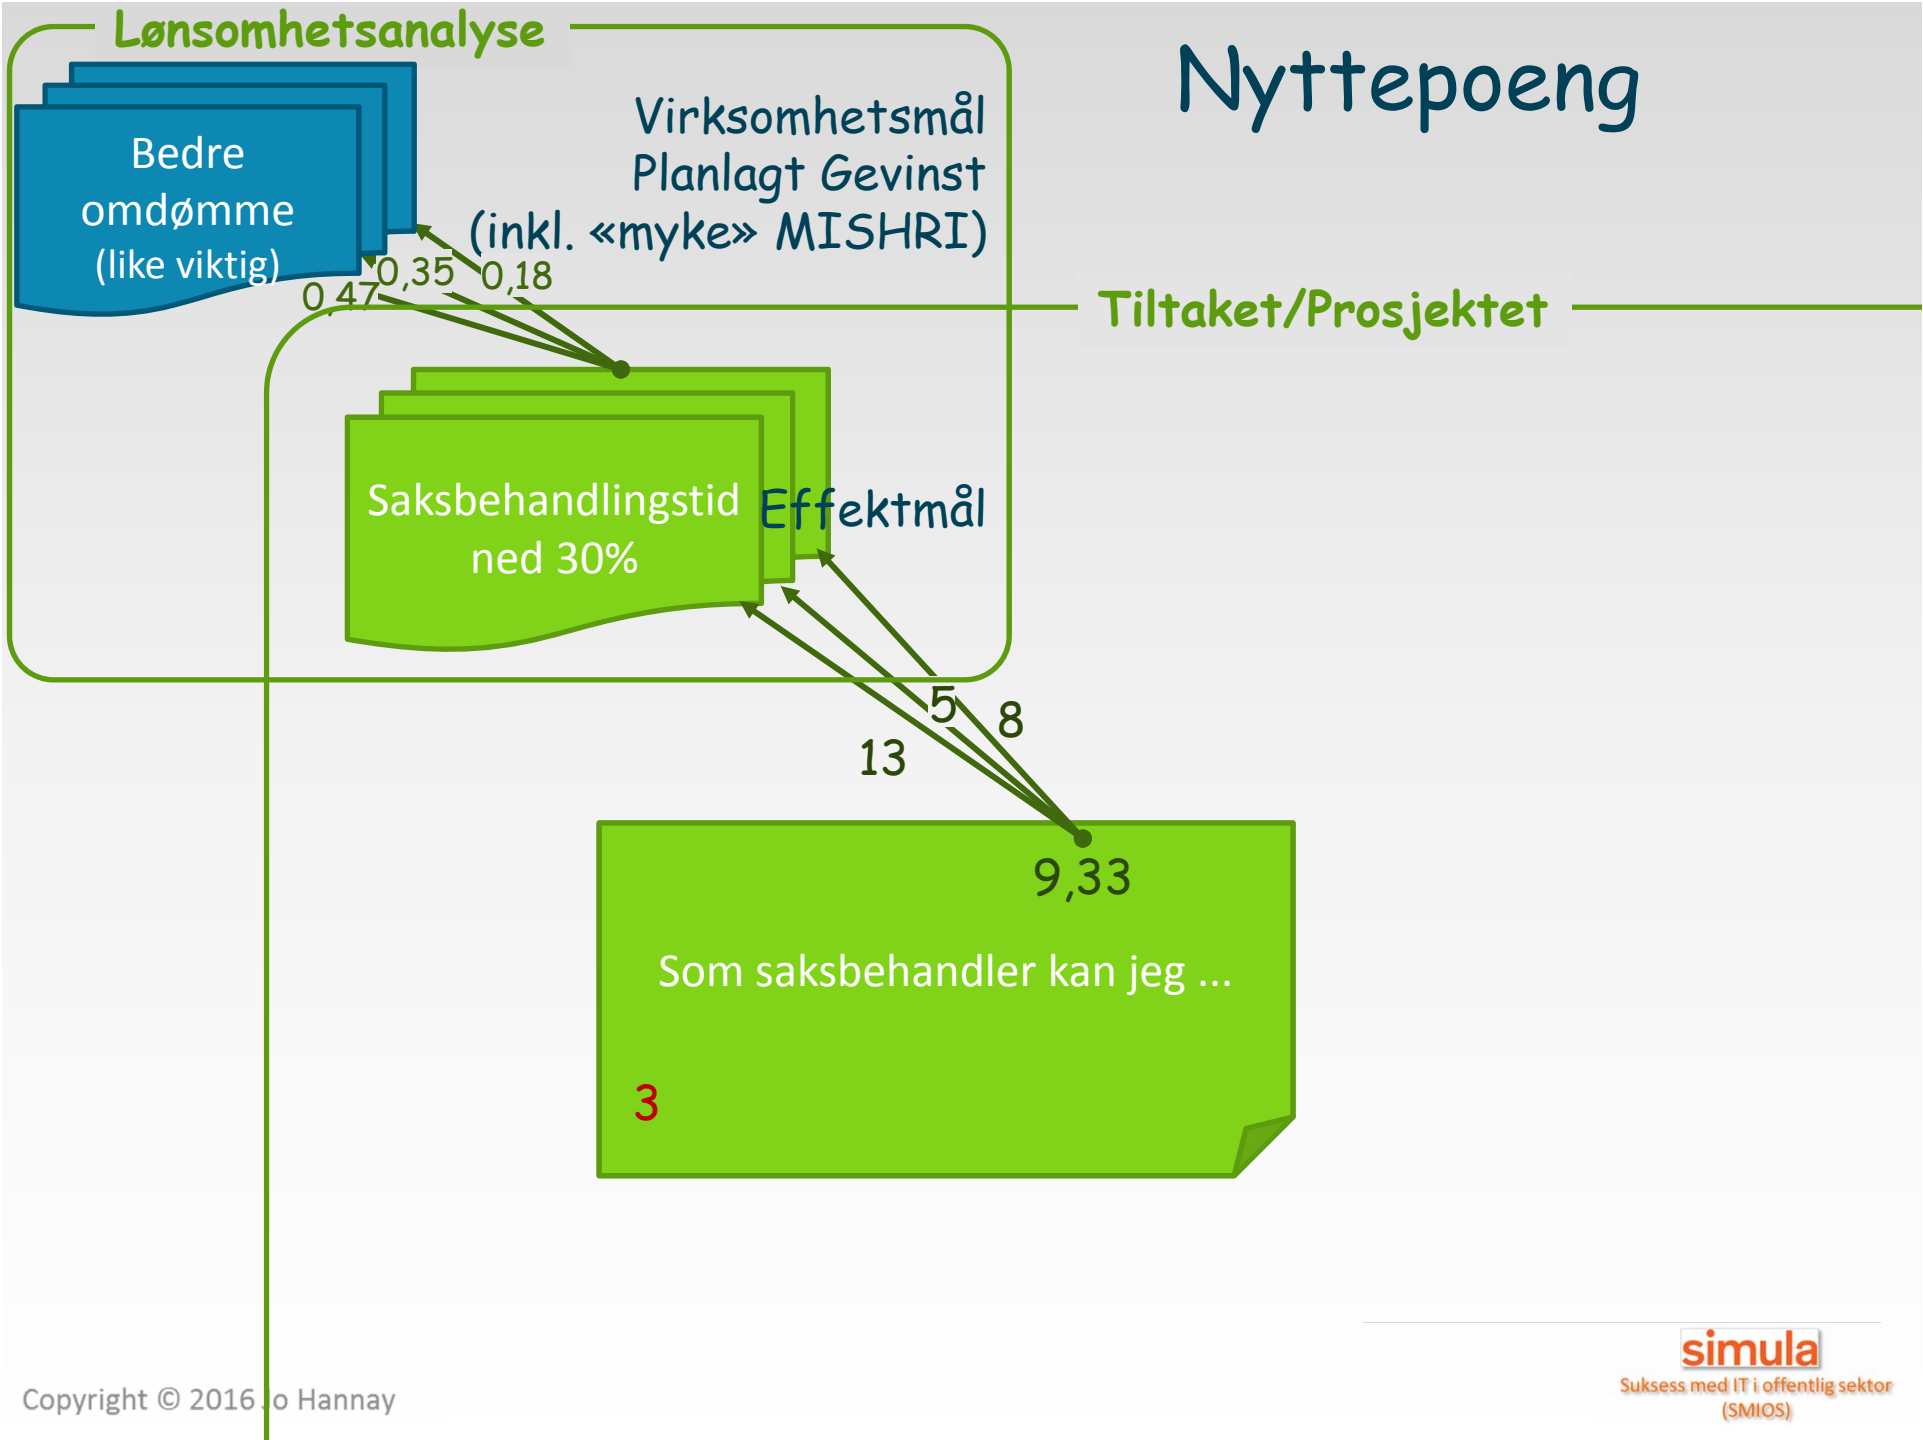 Lønsomhetsanalyse
Nyttepoeng
Bedre
omdømme
(like viktig)
Virksomhetsmål
Planlagt Gevinst
(inkl. «myke» MISHRI)
0,47
0,35
0,18
Tiltaket/Prosjektet
Saksbehandlingstid
ned 30%
Effektmål
5
8
13
9,33
Som saksbehandler kan jeg ...
3
simula
Suksess med IT i offentlig sektor
(SMIOS)
Copyright © 2016 Jo Hannay